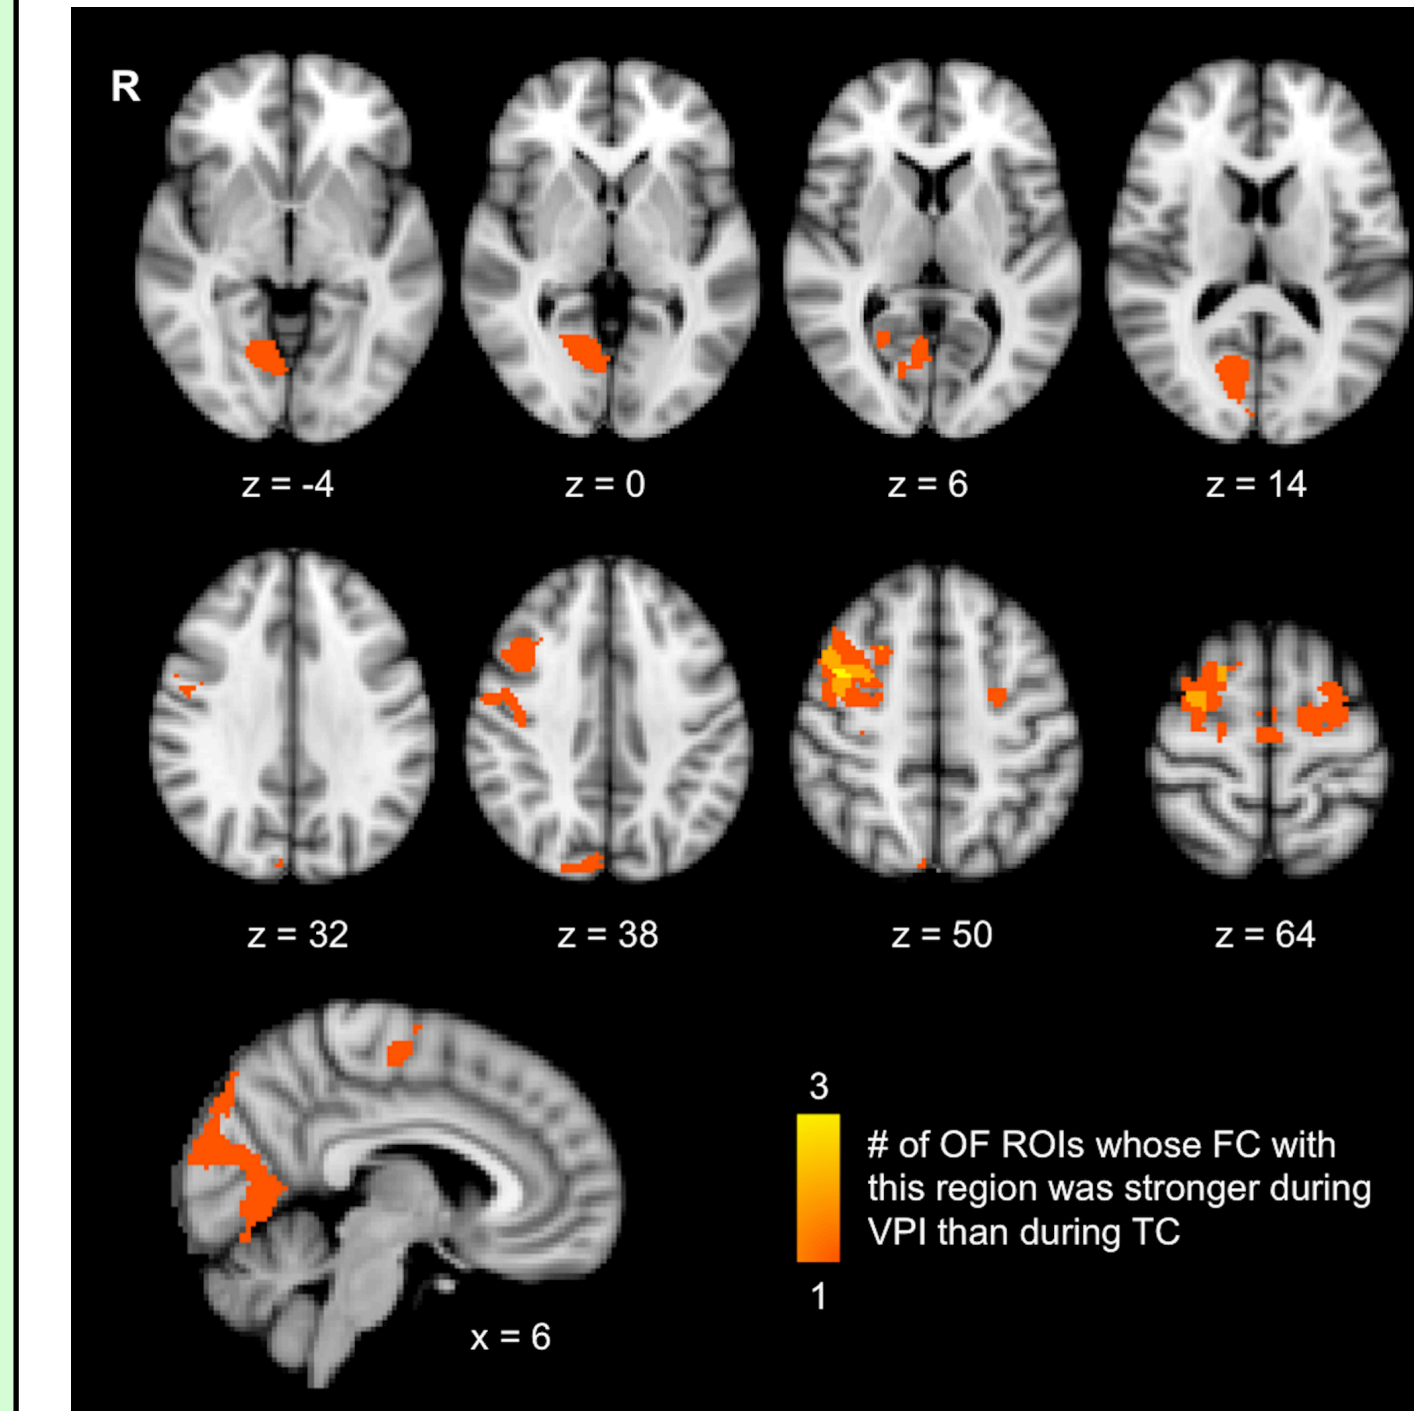 R
z = -4
z = 0
z = 6
z = 14
z = 32
z = 38
z = 50
z = 64
x = 6
3
# of OF ROIs whose FC with
this region was stronger during
VPI than during TC
1